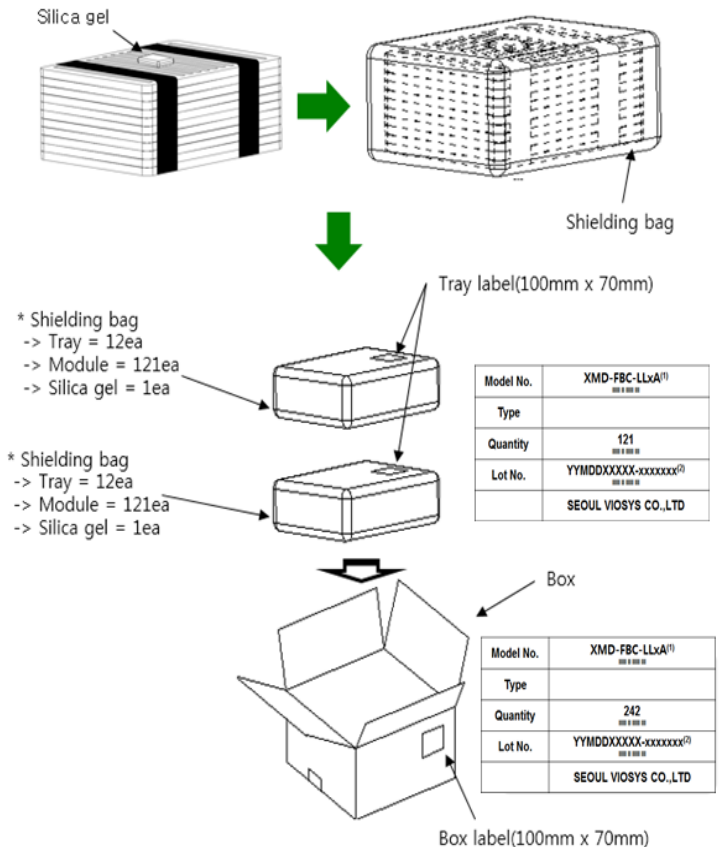 Silica gel
Shielding bag
Tray label(100mm x 70mm)
* Shielding bag
-> Tray = 12ea
-> Module = 121ea
-> Silica gel = 1ea
Model No. XMD-FBC-LLxA(1)
Type
Quantity 121
Lot No. YYMDDXXXXX-xxxxxxx(2)
SEOUL VIOSYS CO.,LTD
* Shielding bag
-> Tray = 12ea
-> Module = 121ea
-> Silica gel = 1ea
Box
Model No. XMD-FBC-LLxA(1)
Type
Quantity 242
Lot No. YYMDDXXXXX-xxxxxxx(2)
SEOUL VIOSYS CO.,LTD
Box label(100mm x 70mm)